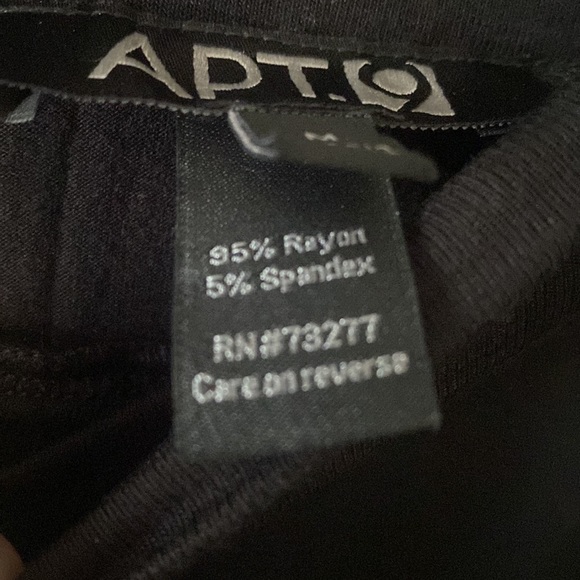 APT.9
M
95% Rayon
5% Spandex
RN#73277
Care on reverse